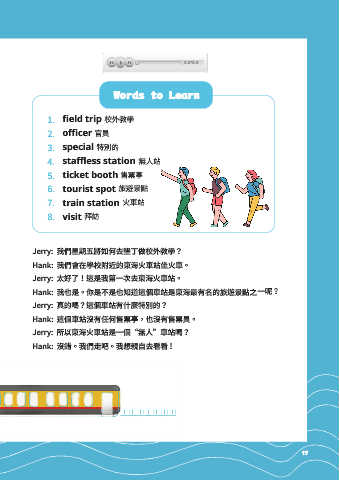 Words to Learn
1. field trip 校外教學
2. officer 官員
3. special 特別的
4. staffless station 無人站
5. ticket booth 售票亭
6. tourist spot 旅遊景點
7. train station 火車站
8. visit 拜訪
Jerry: 我們星期五將如何去墾丁做校外教學？
Hank: 我們會在學校附近的東海火車站坐火車。
Jerry: 太好了！這是我第一次去東海火車站。
Hank: 我也是。你是不是也知道這個車站是東海最有名的旅遊景點之一呢？
Jerry: 真的嗎？這個車站有什麼特別的？
Hank: 這個車站沒有任何售票亭，也沒有售票員。
Jerry: 所以東海火車站是一個“無人”車站嗎？
Hank: 沒錯。我們走吧。我想親自去看看！